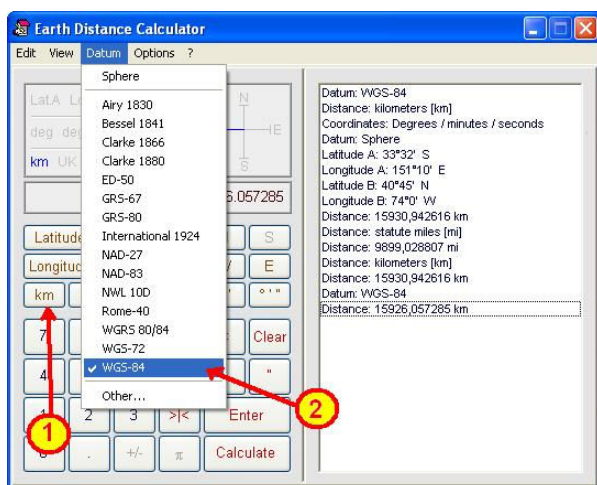 Earth Distance Calculator
Edit View Datum Options ?
Sphere
Airy 1830
Bessel 1841
Clarke 1866
Clarke 1880
ED-50
GRS-67
GRS-80
International 1924
NAD-27
NAD-83
NWL 10D
Rome-40
WGRS 80/84
WGS-72
WGS-84
Other...
Lat.A
deg
km UK
N
E
S
6.057285
S
E
km
° ' "
7
Clear
4
"
2 3 >|< Enter
. +/- π Calculate
1
2
Datum: WGS-84
Distance: kilometers [km]
Coordinates: Degrees / minutes / seconds
Datum: Sphere
Latitude A: 33°32' S
Longitude A: 151°10' E
Latitude B: 40°45' N
Longitude B: 74°0' W
Distance: 15930,942616 km
Distance: statute miles [mi]
Distance: 9899,028807 mi
Distance: kilometers [km]
Distance: 15930,942616 km
Datum: WGS-84
Distance: 15926,057285 km